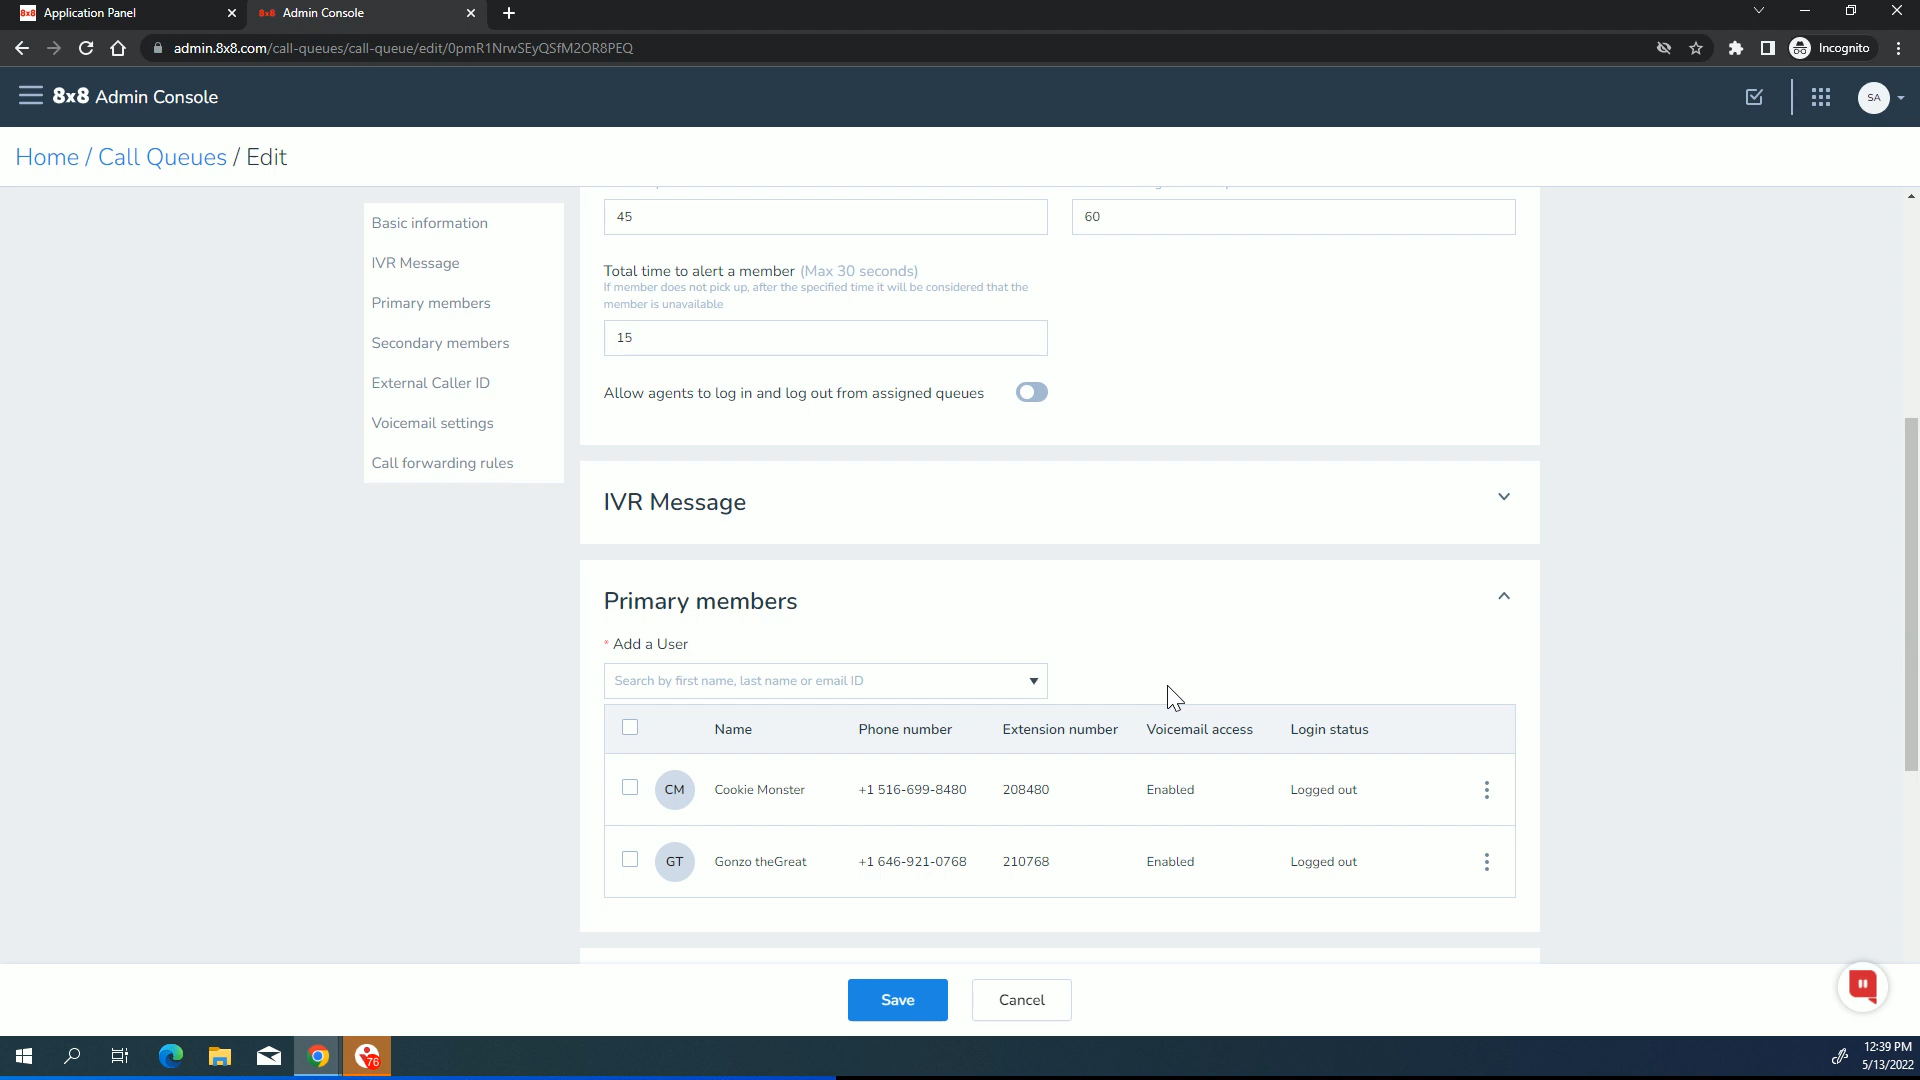 8x8 Application Panel
8x8 Admin Console
admin.8x8.com/call-queues/call-queue/edit/0pmR1NrwSEyQSfM2OR8PEQ
Incognito
8x8 Admin Console
SA
Home / Call Queues / Edit
Basic information
IVR Message
Primary members
Secondary members
External Caller ID
Voicemail settings
Call forwarding rules
45
60
Total time to alert a member (Max 30 seconds)
If member does not pick up, after the specified time it will be considered that the
member is unavailable
15
Allow agents to log in and log out from assigned queues
IVR Message
Primary members
* Add a User
Search by first name, last name or email ID
Name Phone number Extension number Voicemail access Login status
CM Cookie Monster +1 516-699-8480 208480 Enabled Logged out
GT Gonzo theGreat +1 646-921-0768 210768 Enabled Logged out
Save Cancel
76
12:39 PM
5/13/2022